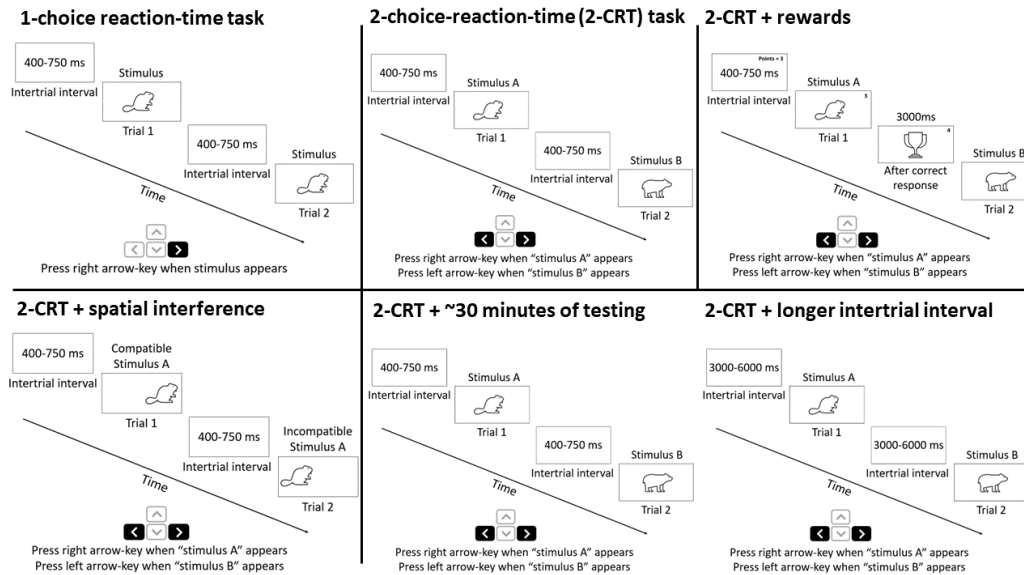 1-choice reaction-time task
400-750 ms
Intertrial interval
Stimulus
Trial 1
400-750 ms
Intertrial interval
Stimulus
Trial 2
Time
Press right arrow-key when stimulus appears
2-choice-reaction-time (2-CRT) task
400-750 ms
Intertrial interval
Stimulus A
Trial 1
400-750 ms
Intertrial interval
Stimulus B
Trial 2
Time
Press right arrow-key when “stimulus A” appears
Press left arrow-key when “stimulus B” appears
2-CRT + rewards
Points = 3
400-750 ms
Intertrial interval
Stimulus A
3
Trial 1
3000ms
4
After correct
response
Stimulus B
Trial 2
Time
Press right arrow-key when “stimulus A” appears
Press left arrow-key when “stimulus B” appears
2-CRT + spatial interference
400-750 ms
Intertrial interval
Compatible
Stimulus A
Trial 1
400-750 ms
Intertrial interval
Incompatible
Stimulus A
Trial 2
Time
Press right arrow-key when “stimulus A” appears
Press left arrow-key when “stimulus B” appears
2-CRT + ~30 minutes of testing
400-750 ms
Intertrial interval
Stimulus A
Trial 1
400-750 ms
Intertrial interval
Stimulus B
Trial 2
Time
Press right arrow-key when “stimulus A” appears
Press left arrow-key when “stimulus B” appears
2-CRT + longer intertrial interval
3000-6000 ms
Intertrial interval
Stimulus A
Trial 1
3000-6000 ms
Intertrial interval
Stimulus B
Trial 2
Time
Press right arrow-key when “stimulus A” appears
Press left arrow-key when “stimulus B” appears